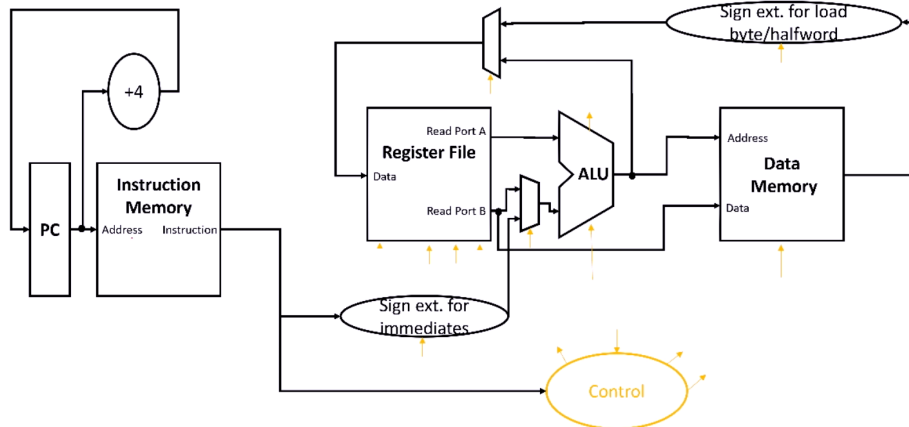 Sign ext. for load
byte/halfword
+4
Read Port A
Register File
Data
Read Port B
ALU
Address
Data
Memory
Data
Instruction
Memory
PC
Address
Instruction
Sign ext. for
immediates
Control